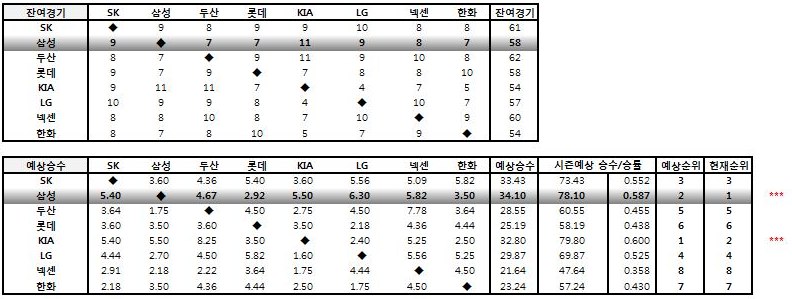 잔여경기 SK 삼성 두산 롯데 KIA LG 넥센 한화 잔여경기
SK ◆ 9 8 9 9 10 8 8 61
삼성 9 ◆ 7 7 11 9 8 7 58
두산 8 7 ◆ 9 11 9 10 8 62
롯데 9 7 9 ◆ 7 8 8 10 58
KIA 9 11 11 7 ◆ 4 7 5 54
LG 10 9 9 8 4 ◆ 10 7 57
넥센 8 8 10 8 7 10 ◆ 9 60
한화 8 7 8 10 5 7 9 ◆ 54
예상승수 SK 삼성 두산 롯데 KIA LG 넥센 한화 예상승수 시즌예상 승수/승률 예상순위 현재순위
SK ◆ 3.60 4.36 5.40 3.60 5.56 5.09 5.82 33.43 73.43 0.552 3 3
삼성 5.40 ◆ 4.67 2.92 5.50 6.30 5.82 3.50 34.10 78.10 0.587 2 1 ***
두산 3.64 1.75 ◆ 4.50 2.75 4.50 7.78 3.64 28.55 60.55 0.455 5 5
롯데 3.60 3.50 3.60 ◆ 3.50 2.18 4.36 4.44 25.19 58.19 0.438 6 6
KIA 5.40 5.50 8.25 3.50 ◆ 2.40 5.25 2.50 32.80 79.80 0.600 1 2 ***
LG 4.44 2.70 4.50 5.82 1.60 ◆ 5.56 5.25 29.87 69.87 0.525 4 4
넥센 2.91 2.18 2.22 3.64 1.75 4.44 ◆ 4.50 21.64 47.64 0.358 8 8
한화 2.18 3.50 4.36 4.44 2.50 1.75 4.50 ◆ 23.24 57.24 0.430 7 7